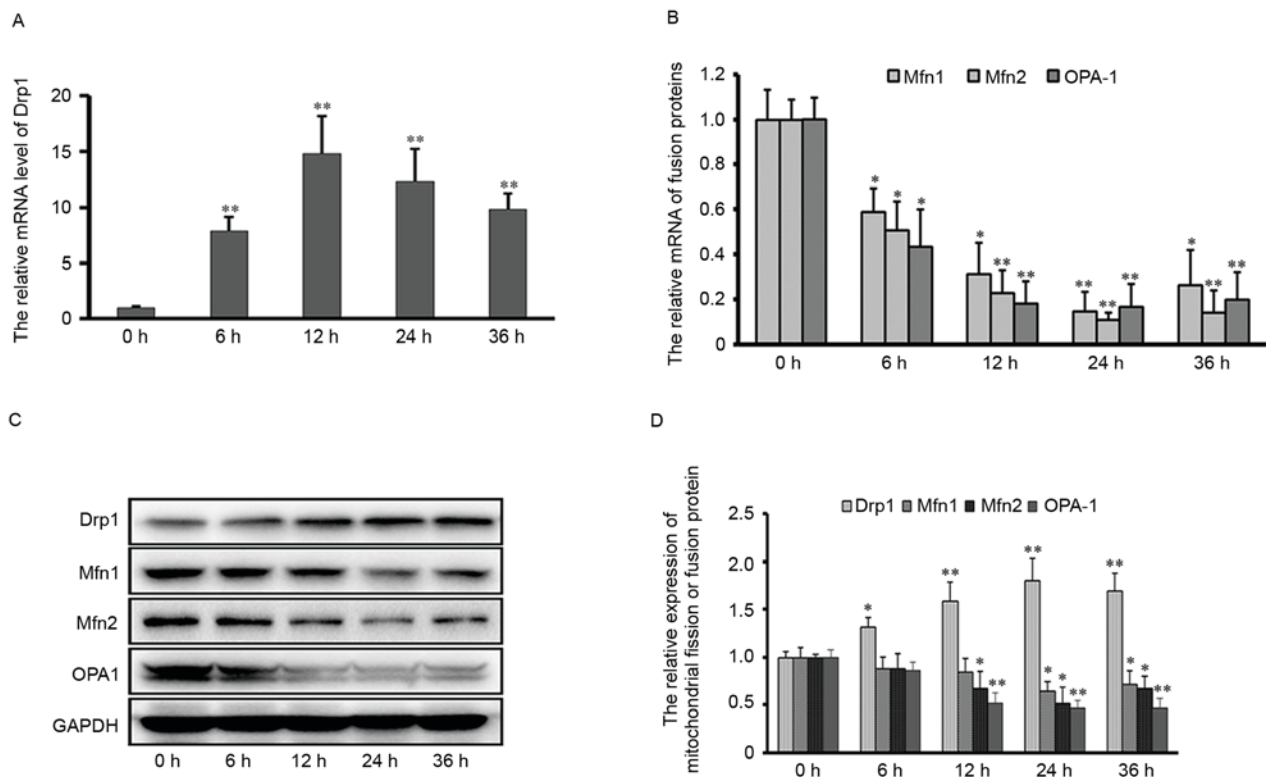 A
The relative mRNA level of Drp1
20
15
10
5
0
**
**
**
**
0 h 6 h 12 h 24 h 36 h
B
The relative mRNA of fusion proteins
Mfn1 Mfn2 OPA-1
1.2
1.0
0.8
0.6
0.4
0.2
0
* * *
* ** **
** ** **
* ** **
0 h 6 h 12 h 24 h 36 h
C
Drp1
Mfn1
Mfn2
OPA1
GAPDH
0 h 6 h 12 h 24 h 36 h
D
The relative expression of
mitochondrial fission or fusion protein
Drp1 Mfn1 Mfn2 OPA-1
2.5
2.0
1.5
1.0
0.5
0
*
** * **
** * * **
** * * **
0 h 6 h 12 h 24 h 36 h